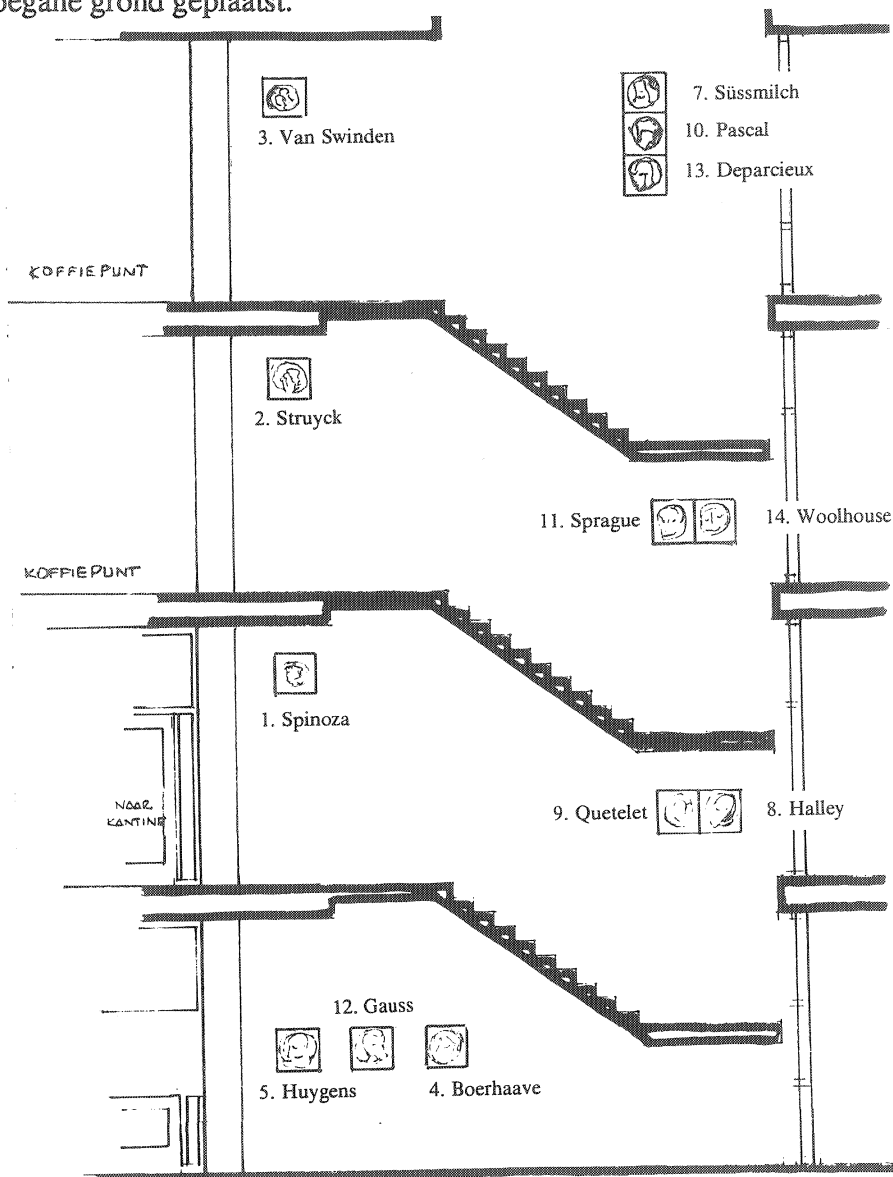 begane grond geplaatst.
3. Van Swinden
7. Süssmilch
10. Pascal
13. Deparcieux
KOFFIEPUNT
2. Struyck
11. Sprague
14. Woolhouse
KOFFIEPUNT
1. Spinoza
NAAR
KANTINE
9. Quetelet
8. Halley
12. Gauss
5. Huygens
4. Boerhaave